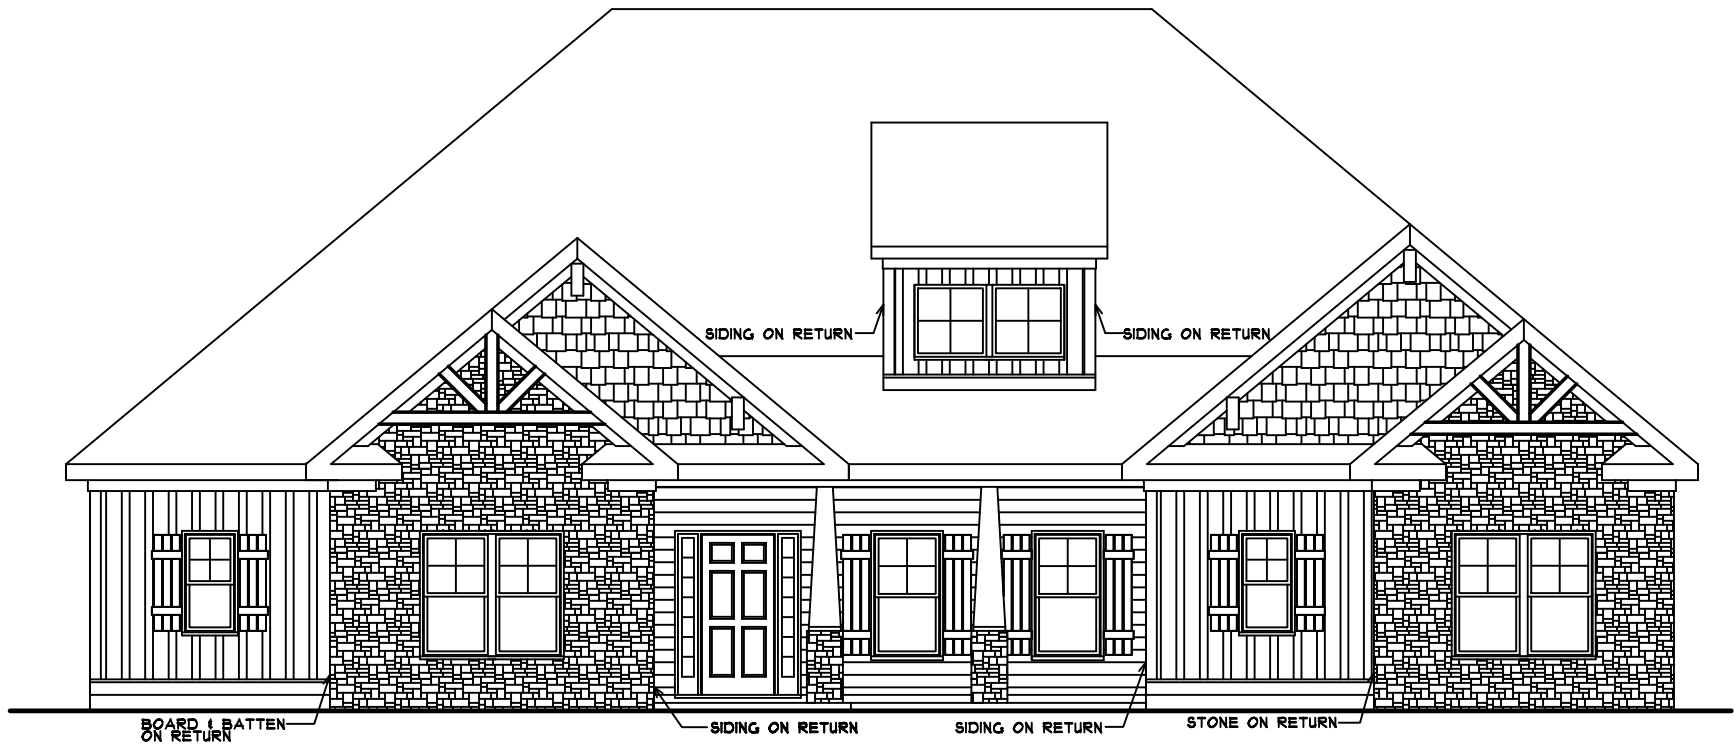 SIDING ON RETURN
SIDING ON RETURN
BOARD & BATTEN
ON RETURN
SIDING ON RETURN
SIDING ON RETURN
STONE ON RETURN